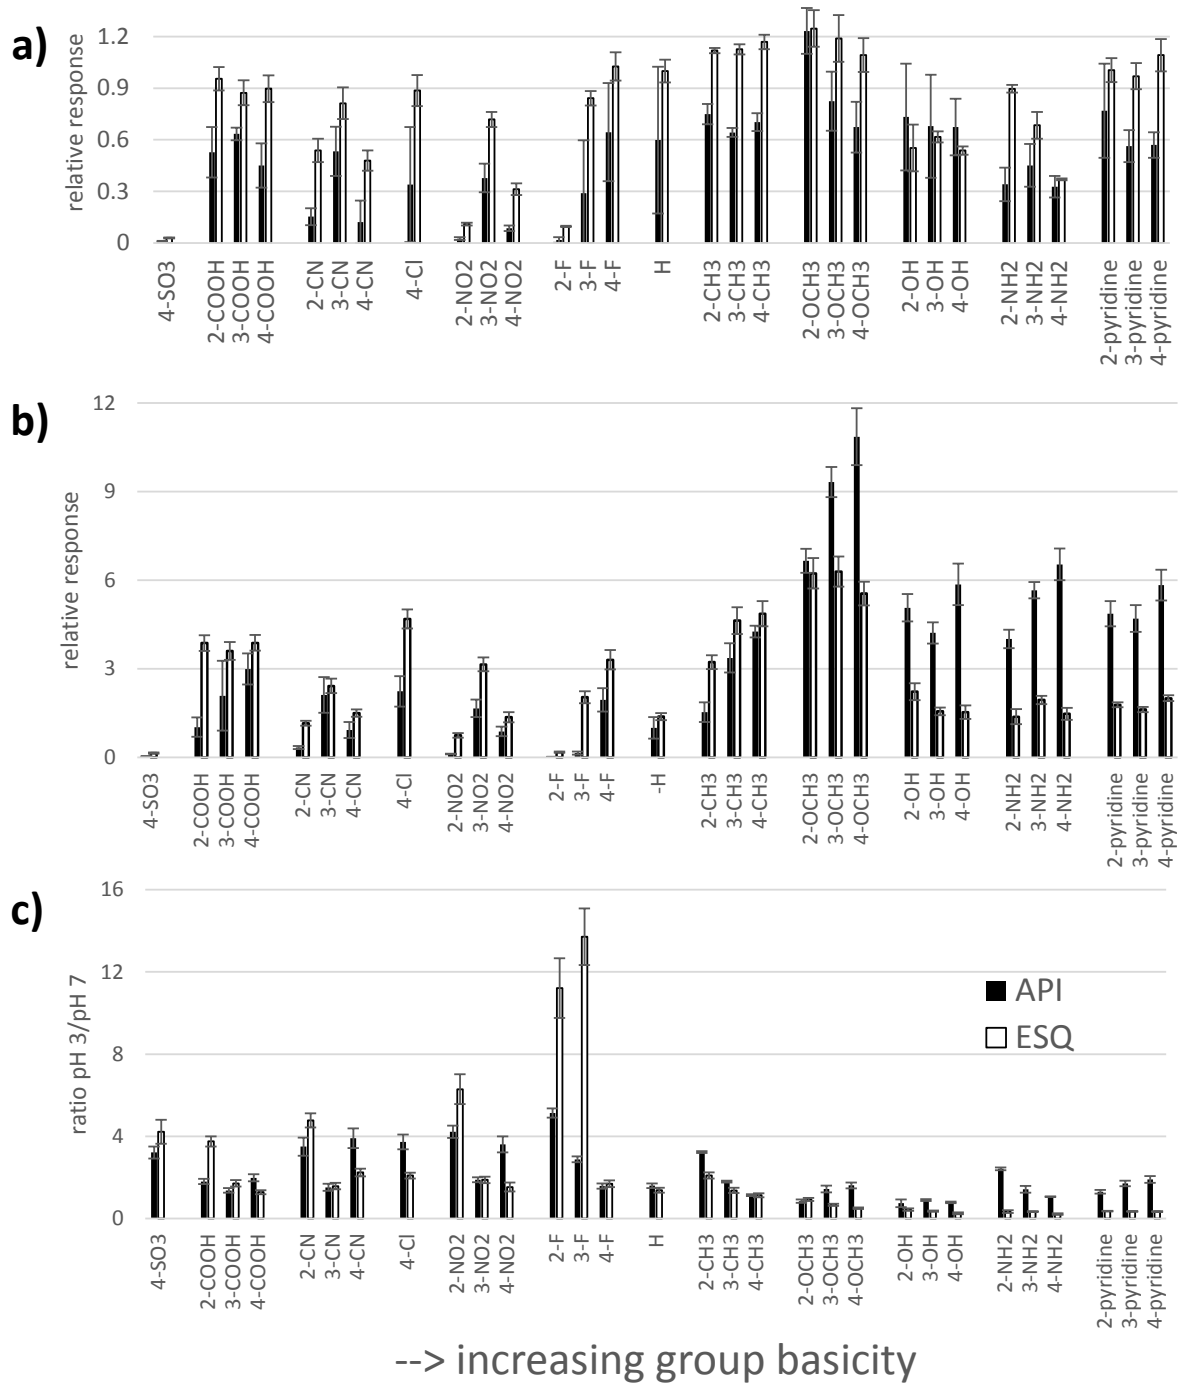 a)
relative response
1.2
0.9
0.6
0.3
0
4-SO3
2-COOH
3-COOH
4-COOH
2-CN
3-CN
4-CN
4-Cl
2-NO2
3-NO2
4-NO2
2-F
3-F
4-F
H
2-CH3
3-CH3
4-CH3
2-OCH3
3-OCH3
4-OCH3
2-OH
3-OH
4-OH
2-NH2
3-NH2
4-NH2
2-pyridine
3-pyridine
4-pyridine
b)
relative response
12
9
6
3
0
4-SO3
2-COOH
3-COOH
4-COOH
2-CN
3-CN
4-CN
4-Cl
2-NO2
3-NO2
4-NO2
2-F
3-F
4-F
-H
2-CH3
3-CH3
4-CH3
2-OCH3
3-OCH3
4-OCH3
2-OH
3-OH
4-OH
2-NH2
3-NH2
4-NH2
2-pyridine
3-pyridine
4-pyridine
c)
ratio pH 3/pH 7
16
12
8
4
0
API
ESQ
4-SO3
2-COOH
3-COOH
4-COOH
2-CN
3-CN
4-CN
4-Cl
2-NO2
3-NO2
4-NO2
2-F
3-F
4-F
H
2-CH3
3-CH3
4-CH3
2-OCH3
3-OCH3
4-OCH3
2-OH
3-OH
4-OH
2-NH2
3-NH2
4-NH2
2-pyridine
3-pyridine
4-pyridine
--> increasing group basicity